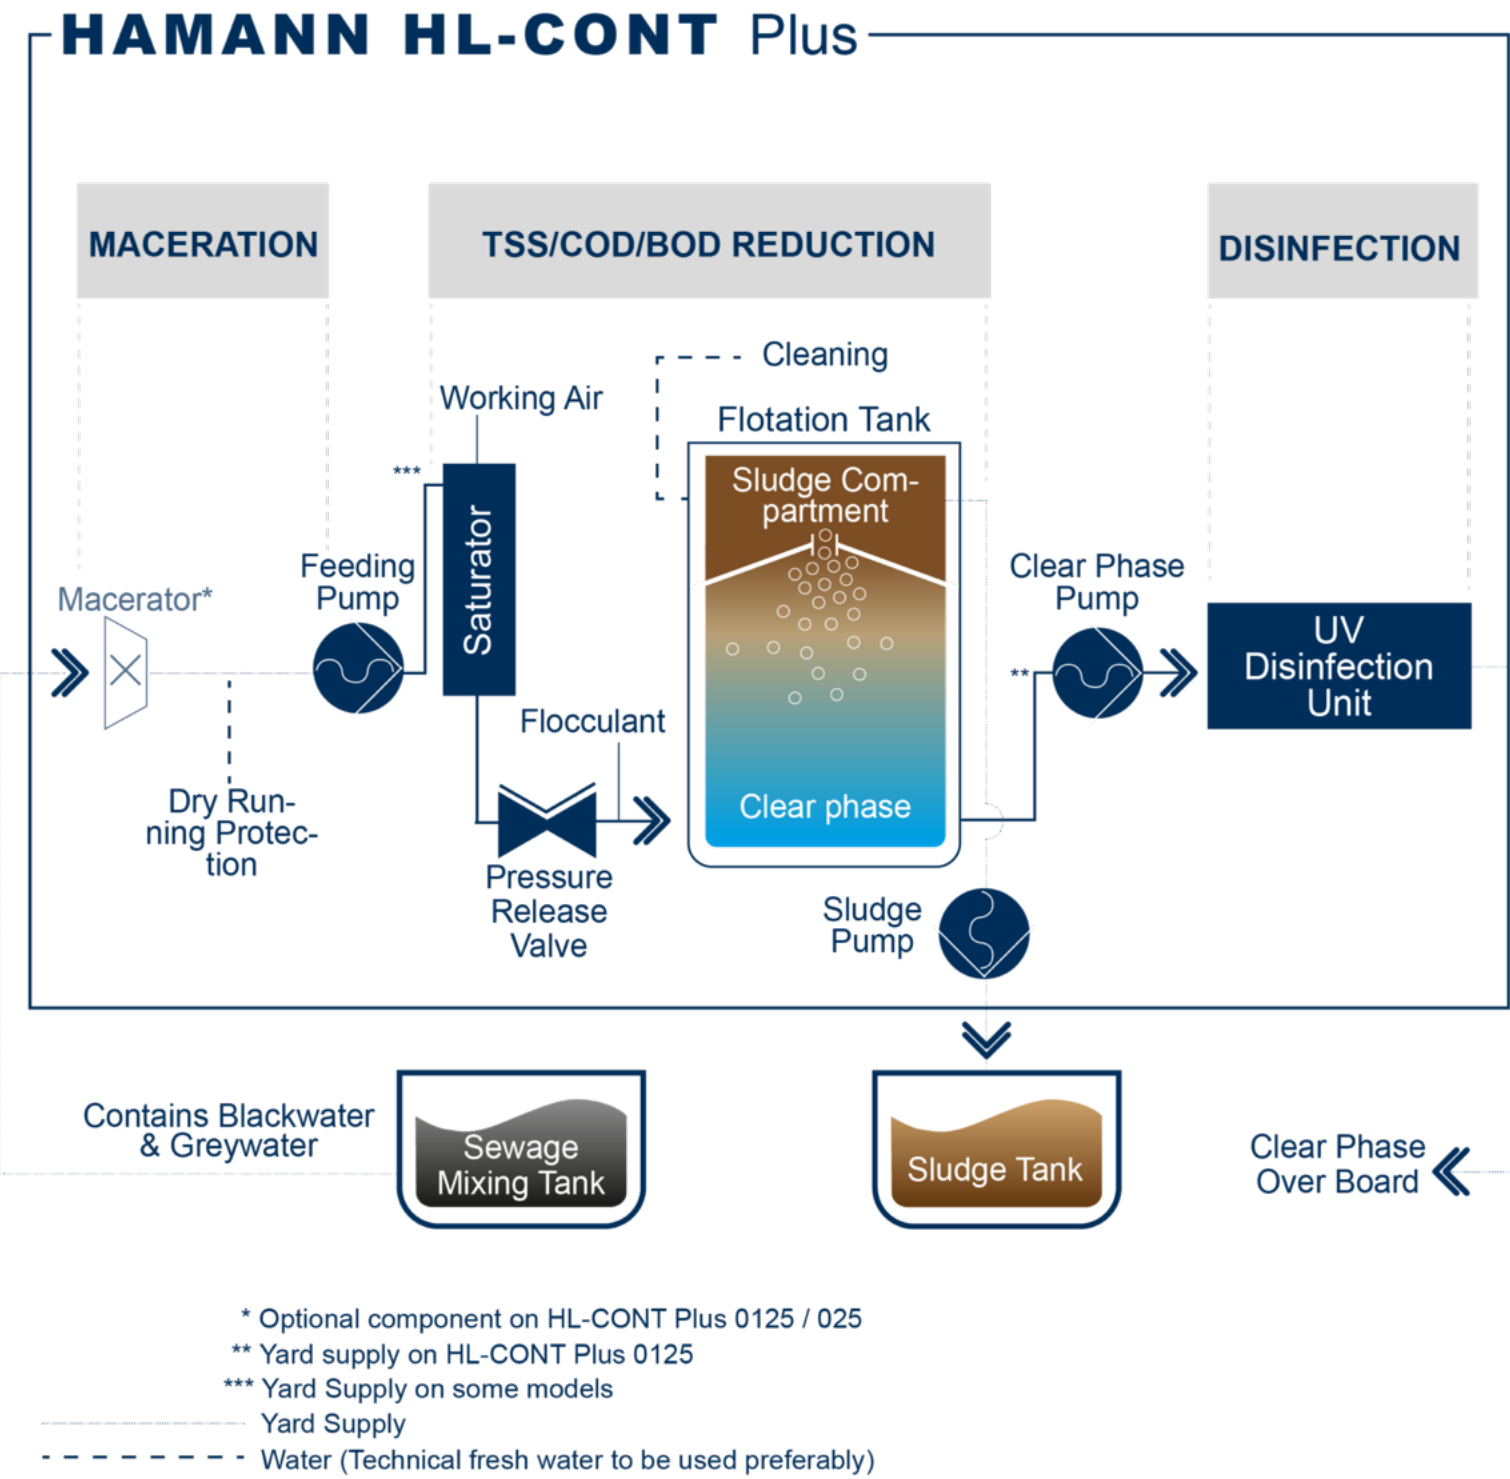 HAMANN HL-CONT Plus
MACERATION
TSS/COD/BOD REDUCTION
DISINFECTION
Cleaning
Working Air
Flotation Tank
***
Sludge Com-
partment
Saturator
Feeding
Pump
Clear Phase
Pump
Macerator*
**
UV
Disinfection
Unit
Flocculant
Dry Run-
ning Protec-
tion
Clear phase
Pressure
Release
Valve
Sludge
Pump
Contains Blackwater
& Greywater
Sewage
Mixing Tank
Sludge Tank
Clear Phase
Over Board
* Optional component on HL-CONT Plus 0125 / 025
** Yard supply on HL-CONT Plus 0125
*** Yard Supply on some models
Yard Supply
Water (Technical fresh water to be used preferably)